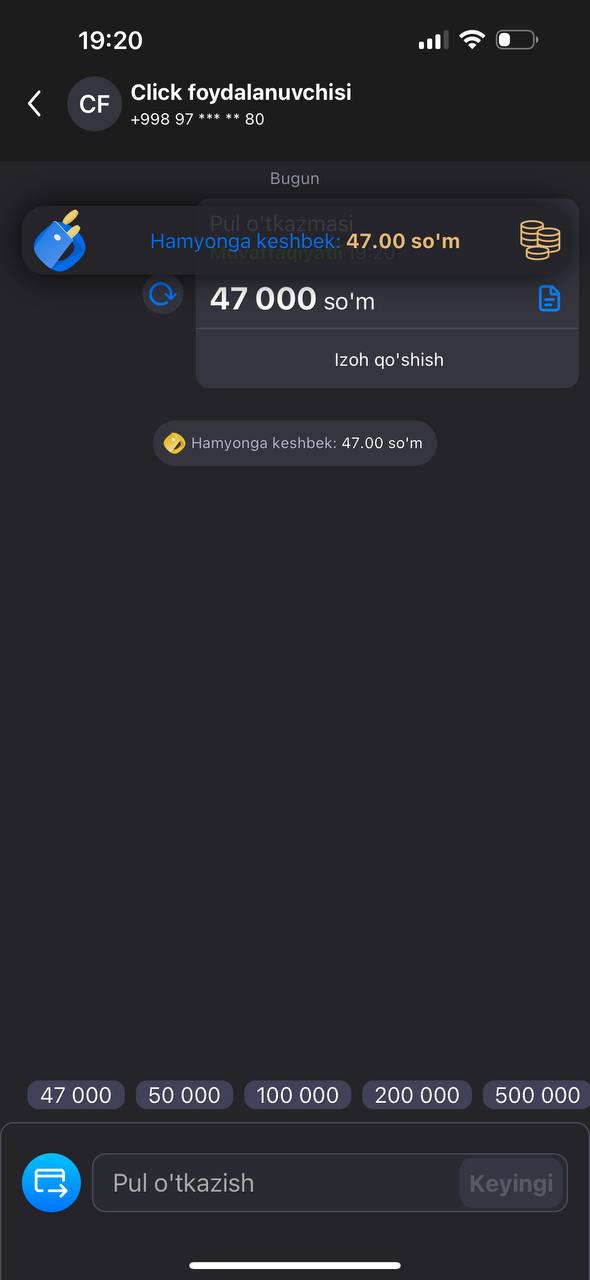 19:20
CF
Click foydalanuvchisi
+998 97 *** ** 80
Bugun
Pul o'tkazmasi
Hamyonga keshbek: 47.00 so'm
Muvaffaqiyatli 19:20
47 000 so'm
Izoh qo'shish
Hamyonga keshbek: 47.00 so'm
47 000 50 000 100 000 200 000 500 000
Pul o'tkazish Keyingi